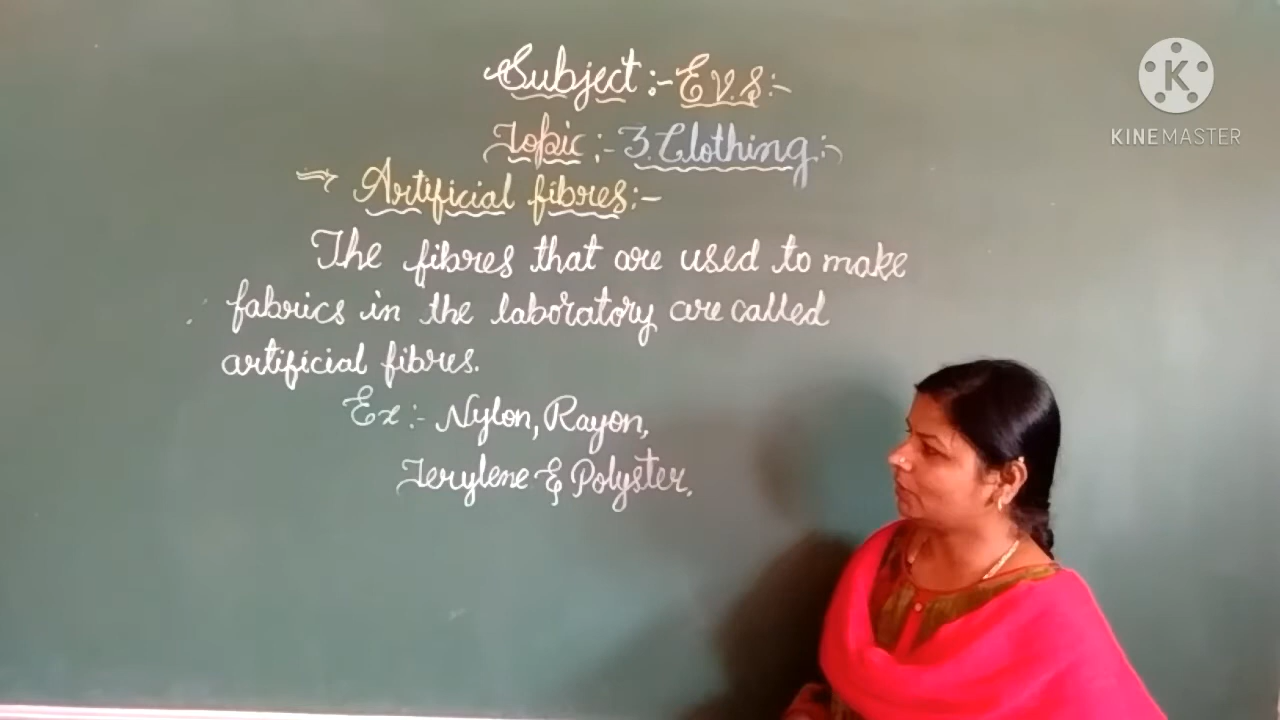 Subject :- E.V.S :-
Topic :- 3. Clothing :-
⇒ Artificial fibres :-
The fibres that are used to make
fabrics in the laboratory are called
artificial fibres.
Ex :- Nylon, Rayon,
Terylene & Polyster.
K
KINEMASTER